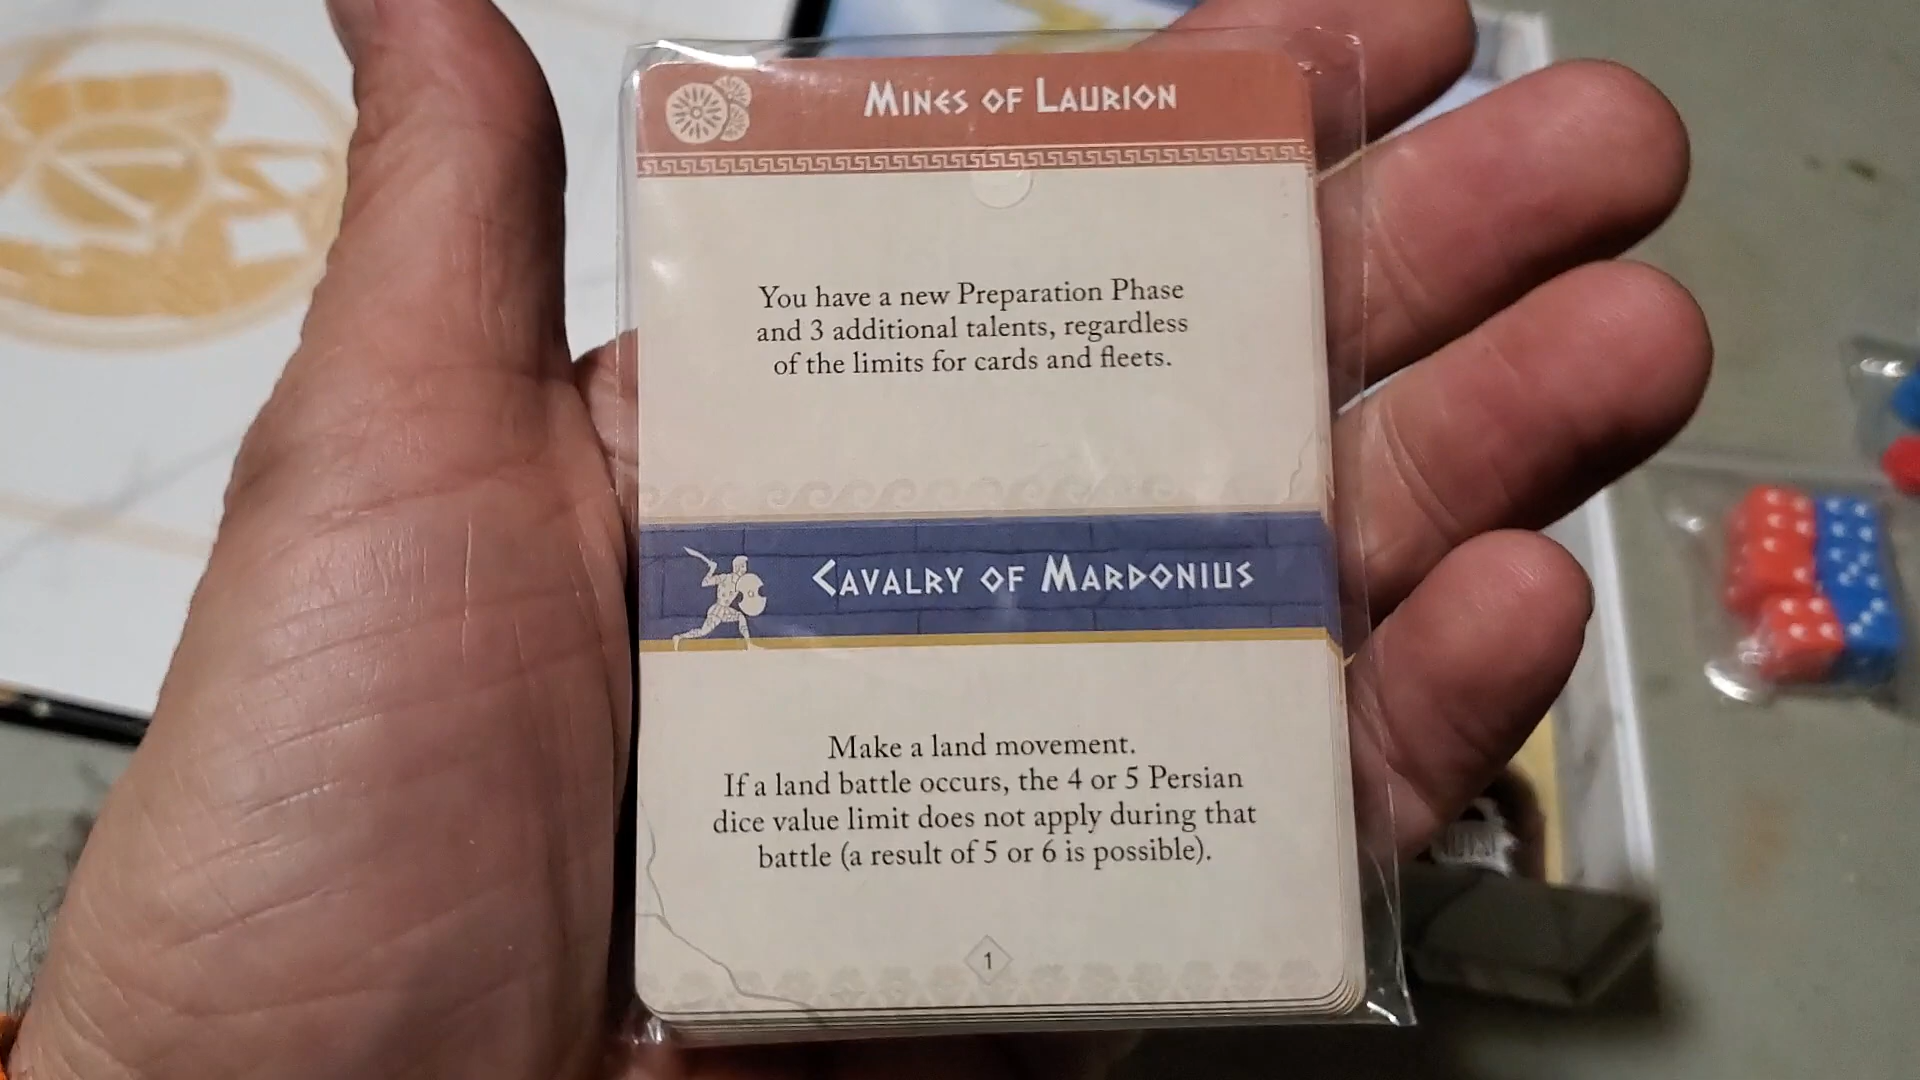 MINES OF LAURION
You have a new Preparation Phase
and 3 additional talents, regardless
of the limits for cards and fleets.
CAVALRY OF MARDONIUS
Make a land movement.
If a land battle occurs, the 4 or 5 Persian
dice value limit does not apply during that
battle (a result of 5 or 6 is possible).
1